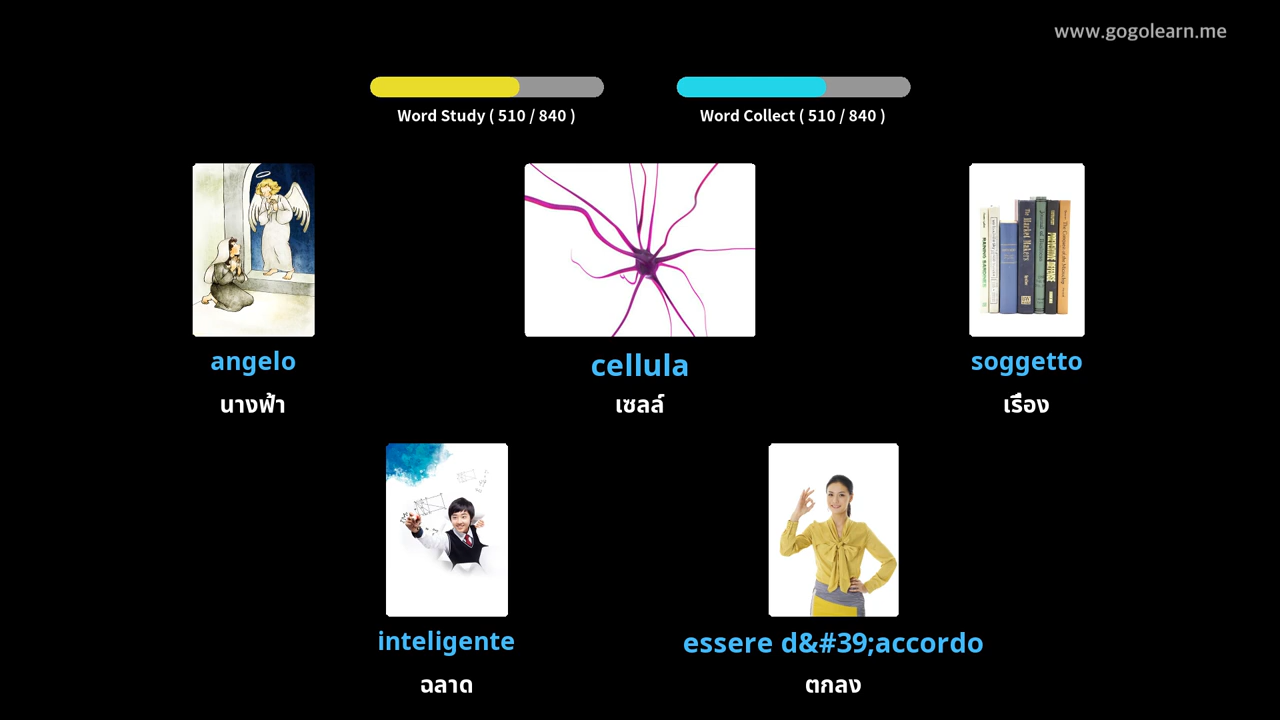 www.gogolearn.me
Word Study ( 510 / 840 )
Word Collect ( 510 / 840 )
angelo
cellula
soggetto
นางฟ้า
เซลล์
เรื่อง
inteligente
essere d&#39;accordo
ฉลาด
ตกลง